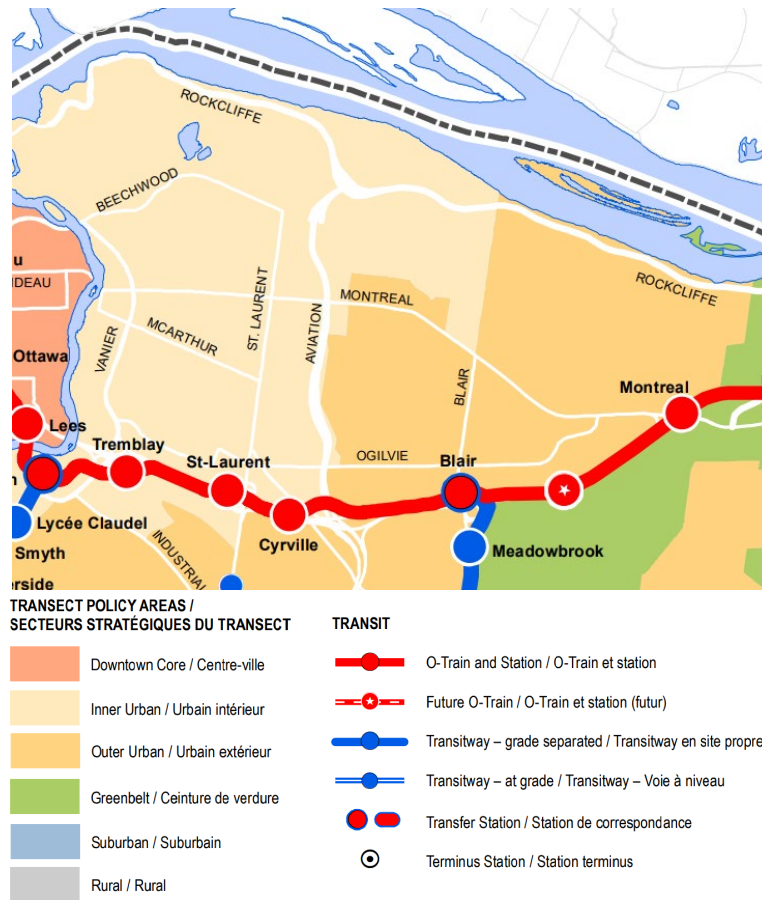 ROCKCLIFFE
BEECHWOOD
u
IDEAU
ST. LAURENT
AVIATION
MONTREAL
ROCKCLIFFE
MCARTHUR
VANIER
Ottawa
BLAIR
Montreal
Lees
Tremblay
OGILVIE
St-Laurent
Blair
n
Lycée Claudel
Cyrville
Meadowbrook
INDUSTRIAL
Smyth
erside
TRANSECT POLICY AREAS /
SECTEURS STRATÉGIQUES DU TRANSECT
Downtown Core / Centre-ville
Inner Urban / Urbain intérieur
Outer Urban / Urbain extérieur
Greenbelt / Ceinture de verdure
Suburban / Suburbain
Rural / Rural
TRANSIT
O-Train and Station / O-Train et station
Future O-Train / O-Train et station (futur)
Transitway – grade separated / Transitway en site propre
Transitway – at grade / Transitway – Voie à niveau
Transfer Station / Station de correspondance
Terminus Station / Station terminus